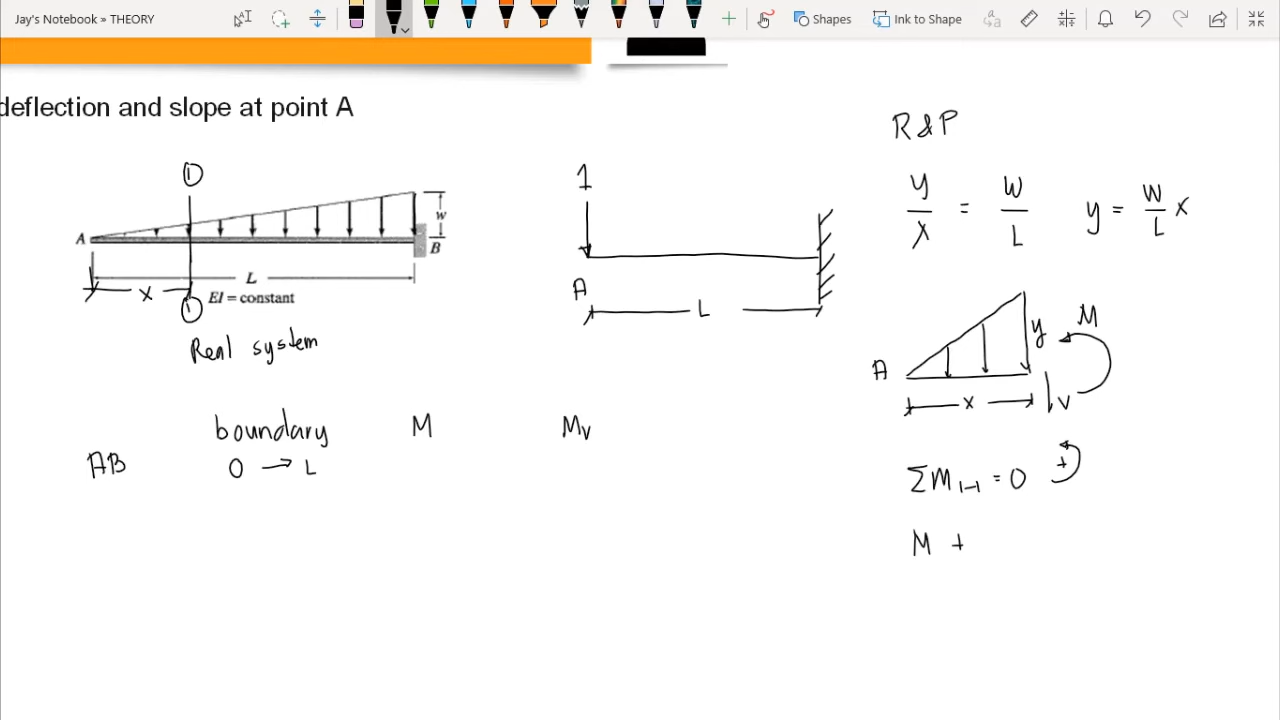 Jay's Notebook » THEORY
Shapes
Ink to Shape
deflection and slope at point A
R & P
1
1
y/x = W/L y = W/L x
w
A
B
L
x
EI = constant
1
Real system
A
L
y
M
A
x
V
boundary M Mv
AB 0 → L
ΣM1-1 = 0 +
M +